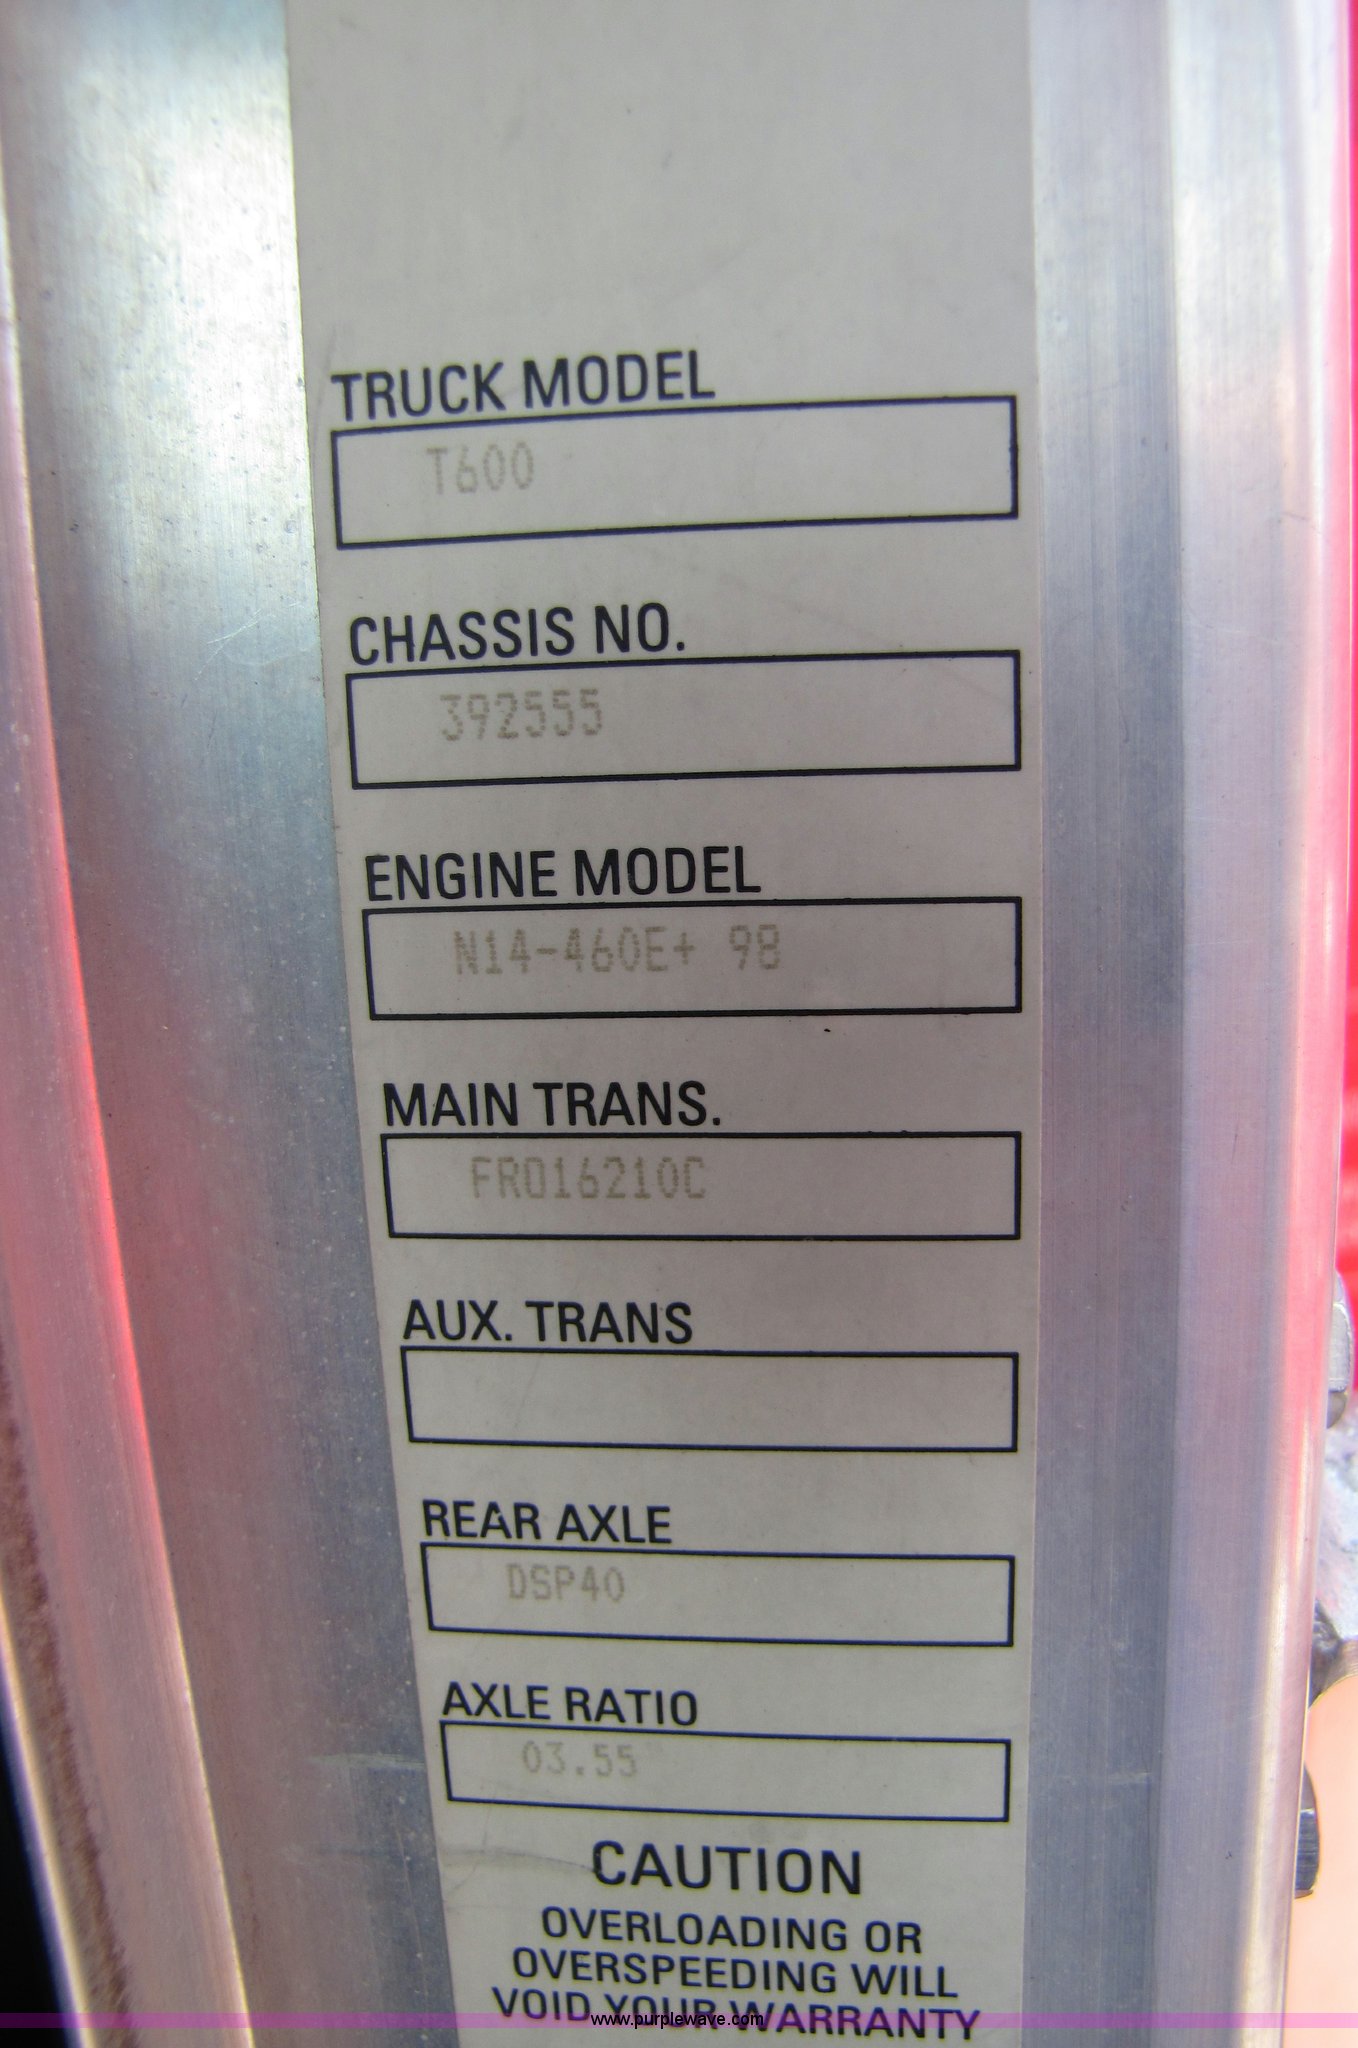 TRUCK MODEL
T600
CHASSIS NO.
392555
ENGINE MODEL
N14-460E+ 98
MAIN TRANS.
FRO16210C
AUX. TRANS
REAR AXLE
DSP40
AXLE RATIO
03.55
CAUTION
OVERLOADING OR
OVERSPEEDING WILL
VOID YOUR WARRANTY
www.purplewave.com